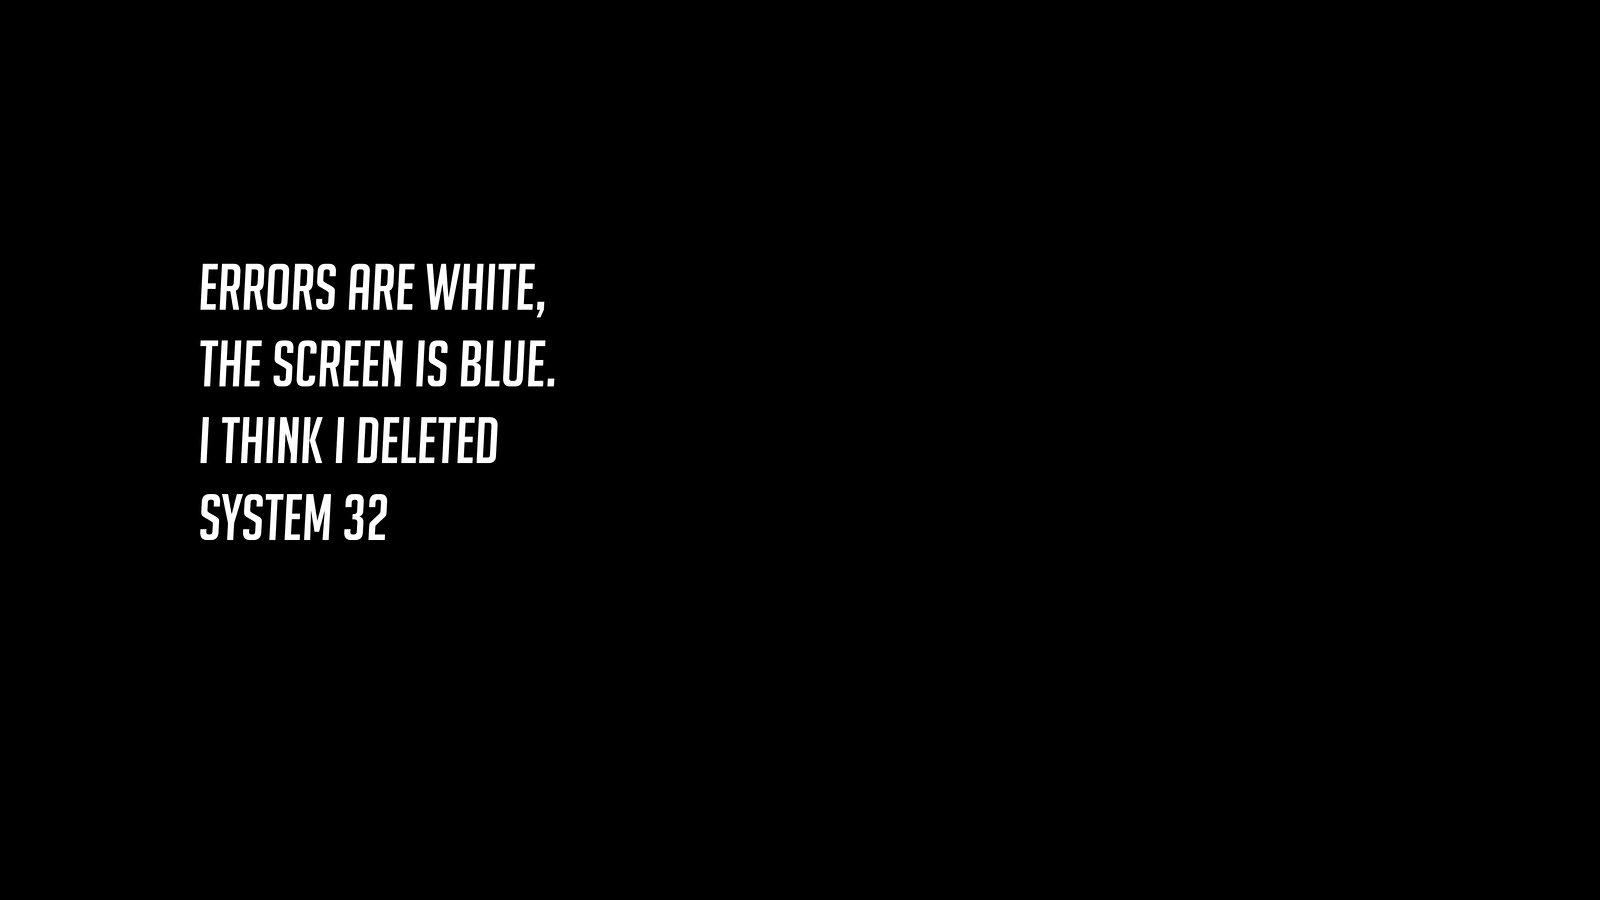 ERRORS ARE WHITE,
THE SCREEN IS BLUE.
I THINK I DELETED
SYSTEM 32